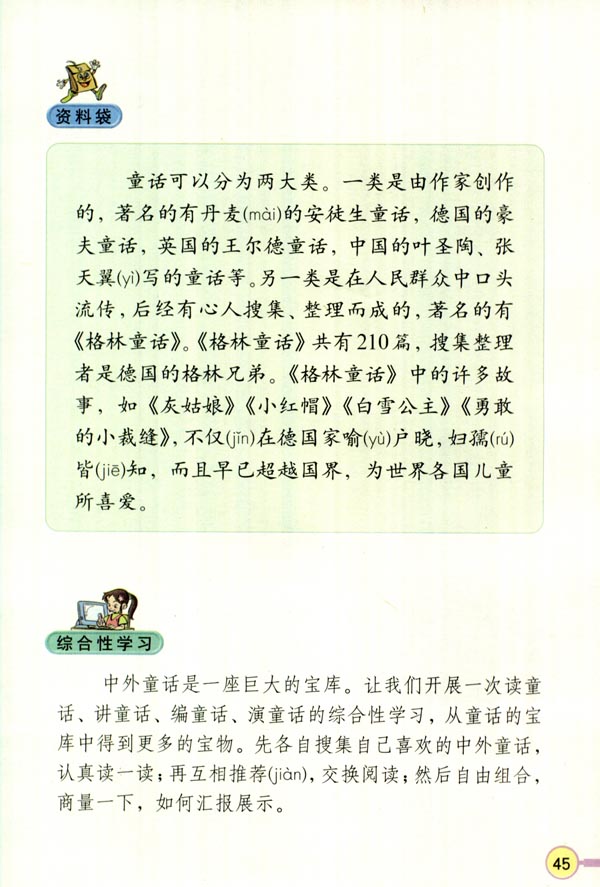 资料袋
童话可以分为两大类。一类是由作家创作
的，著名的有丹麦(mài)的安徒生童话，德国的豪
夫童话，英国的王尔德童话，中国的叶圣陶、张
天翼(yì)写的童话等。另一类是在人民群众中口头
流传，后经有心人搜集、整理而成的，著名的有
《格林童话》。《格林童话》共有210篇，搜集整理
者是德国的格林兄弟。《格林童话》中的许多故
事，如《灰姑娘》《小红帽》《白雪公主》《勇敢
的小裁缝》，不仅(jǐn)在德国家喻(yù)户晓，妇孺(rú)
皆(jiē)知，而且早已超越国界，为世界各国儿童
所喜爱。
综合性学习
中外童话是一座巨大的宝库。让我们开展一次读童
话、讲童话、编童话、演童话的综合性学习，从童话的宝
库中得到更多的宝物。先各自搜集自己喜欢的中外童话，
认真读一读；再互相推荐(jiàn)，交换阅读；然后自由组合，
商量一下，如何汇报展示。
45